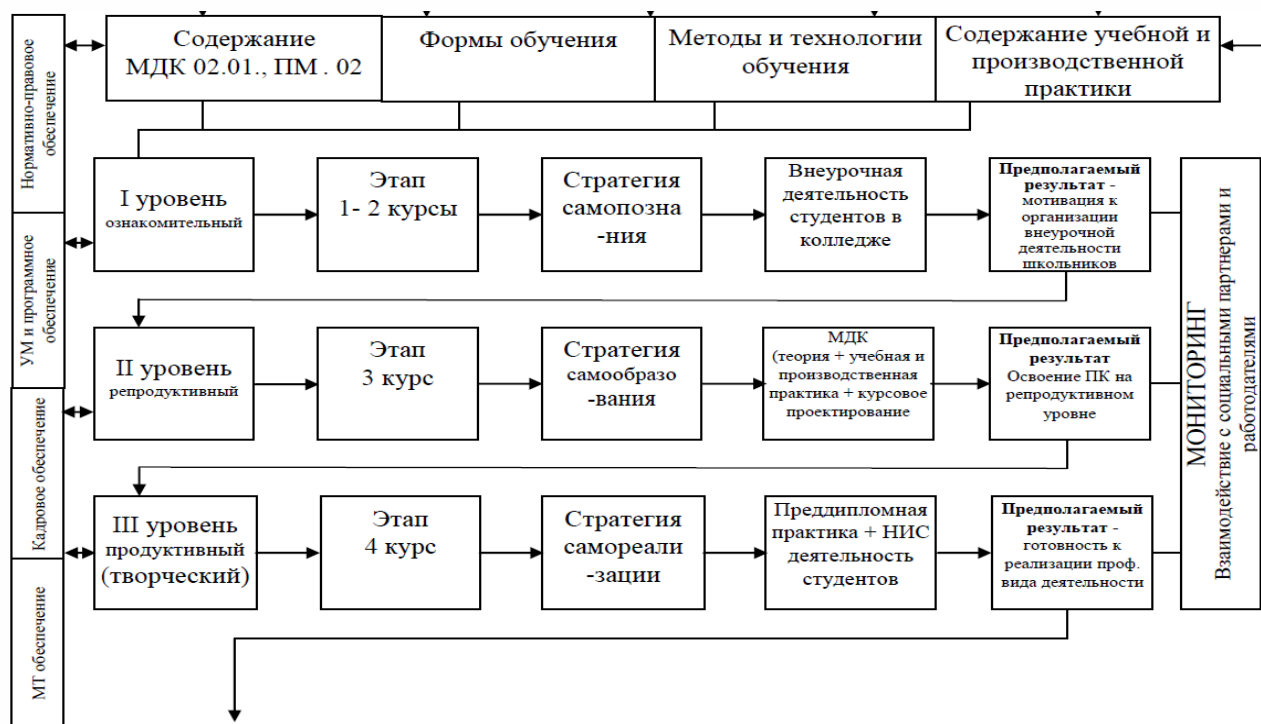 Содержание
МДК 02.01., ПМ . 02
Формы обучения
Методы и технологии
обучения
Содержание учебной и
производственной
практики
Нормативно-правовое
обеспечение
УМ и программное
обеспечение
Кадровое обеспечение
МТ обеспечение
I уровень
ознакомительный
Этап
1- 2 курсы
Стратегия
самопозна
-ния
Внеурочная
деятельность
студентов в
колледже
Предполагаемый
результат -
мотивация к
организации
внеурочной
деятельности
школьников
II уровень
репродуктивный
Этап
3 курс
Стратегия
самообразо
-вания
МДК
(теория + учебная и
производственная
практика + курсовое
проектирование
Предполагаемый
результат
Освоение ПК на
репродуктивном
уровне
III уровень
продуктивный
(творческий)
Этап
4 курс
Стратегия
самореали
-зации
Преддипломная
практика + НИС
деятельность
студентов
Предполагаемый
результат -
готовность к
реализации проф.
вида деятельности
МОНИТОРИНГ
Взаимодействие с социальными партнерами и
работодателями